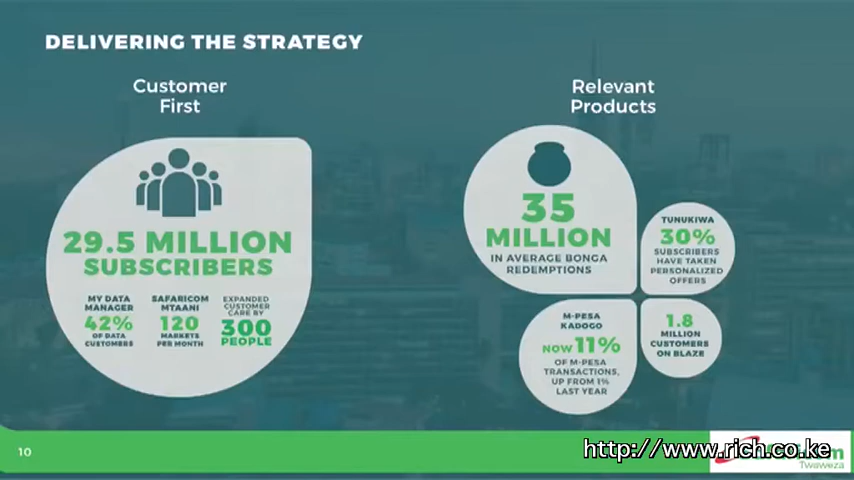 DELIVERING THE STRATEGY
Customer
First
29.5 MILLION
SUBSCRIBERS
MY DATA
MANAGER
42%
OF DATA
CUSTOMERS
SAFARICOM
MTAANI
120
MARKETS
PER MONTH
EXPANDED
CUSTOMER
CARE BY
300
PEOPLE
Relevant
Products
35
MILLION
IN AVERAGE BONGA
REDEMPTIONS
TUNUKIWA
30%
SUBSCRIBERS
HAVE TAKEN
PERSONALIZED
OFFERS
M-PESA
KADOGO
NOW 11%
OF M-PESA
TRANSACTIONS,
UP FROM 1%
LAST YEAR
1.8
MILLION
CUSTOMERS
ON BLAZE
10
http://www.rich.co.ke
Twaweza